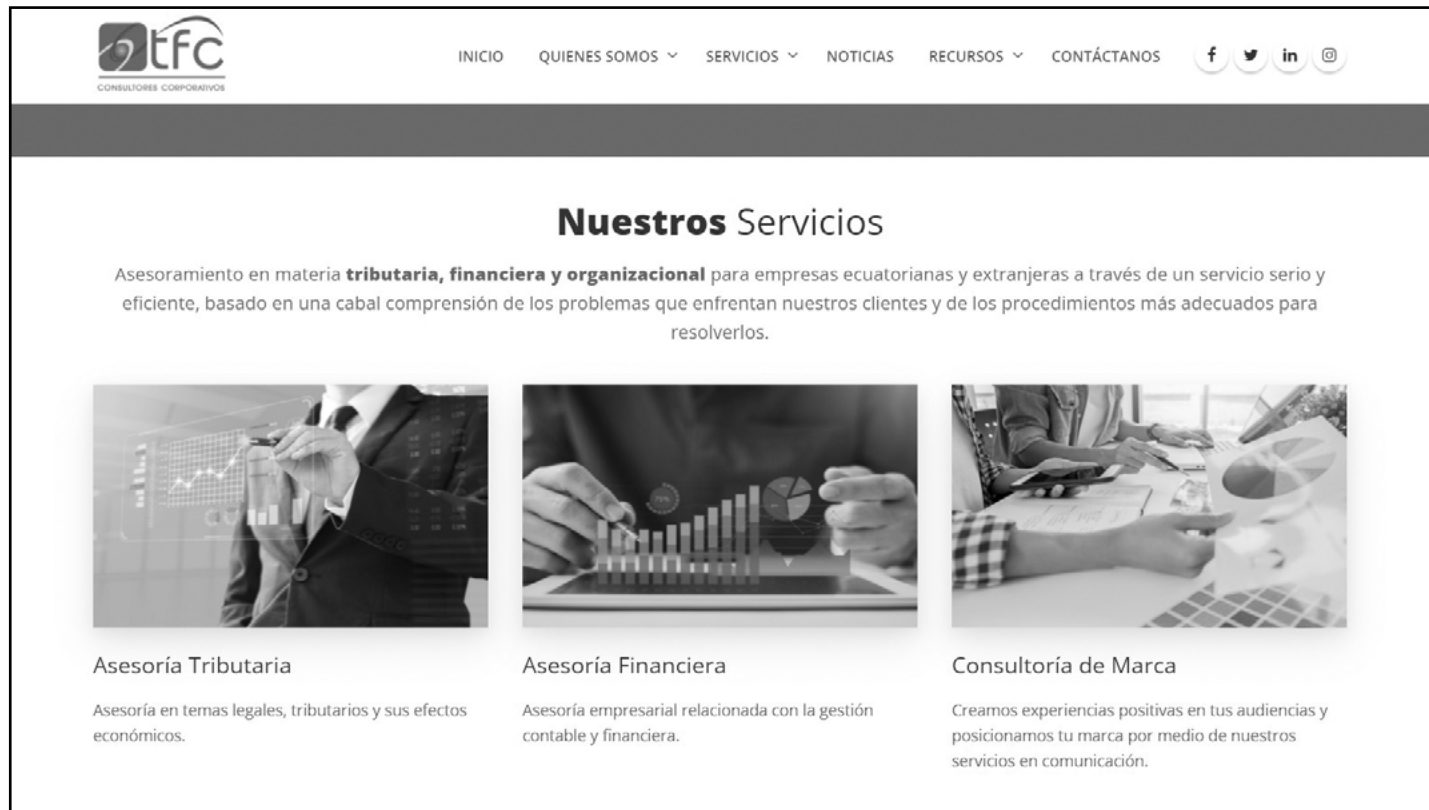 tfc
CONSULTORES CORPORATIVOS
INICIO QUIENES SOMOS SERVICIOS NOTICIAS RECURSOS CONTÁCTANOS
Nuestros Servicios
Asesoramiento en materia tributaria, financiera y organizacional para empresas ecuatorianas y extranjeras a través de un servicio serio y
eficiente, basado en una cabal comprensión de los problemas que enfrentan nuestros clientes y de los procedimientos más adecuados para
resolverlos.
75%
Asesoría Tributaria
Asesoría en temas legales, tributarios y sus efectos
económicos.
Asesoría Financiera
Asesoría empresarial relacionada con la gestión
contable y financiera.
Consultoría de Marca
Creamos experiencias positivas en tus audiencias y
posicionamos tu marca por medio de nuestros
servicios en comunicación.